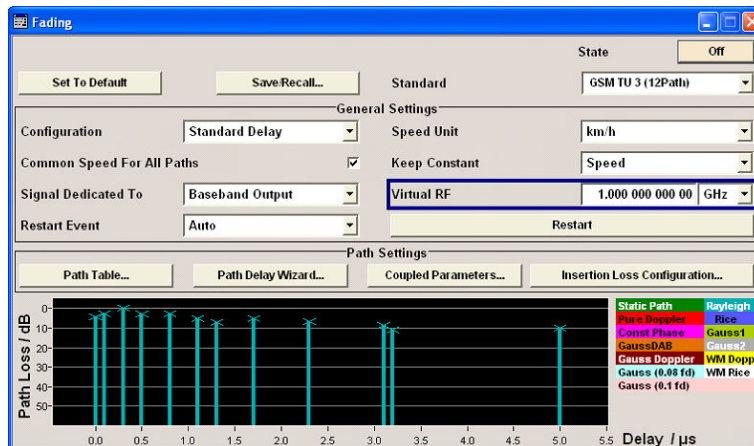 Fading
State Off
Set To Default Save/Recall... Standard GSM TU 3 (12Path)
General Settings
Configuration Standard Delay Speed Unit km/h
Common Speed For All Paths Keep Constant Speed
Signal Dedicated To Baseband Output Virtual RF 1.000 000 000 00 GHz
Restart Event Auto Restart
Path Settings
Path Table... Path Delay Wizard... Coupled Parameters... Insertion Loss Configuration...
Path Loss / dB
0-
10-
20-
30-
40-
50-
0.0 0.5 1.0 1.5 2.0 2.5 3.0 3.5 4.0 4.5 5.0 5.5
Delay / µs
Static Path Rayleigh
Pure Doppler Rice
Const Phase Gauss1
GaussDAB Gauss2
Gauss Doppler WM Dopp
Gauss (0.08 fd) WM Rice
Gauss (0.1 fd)